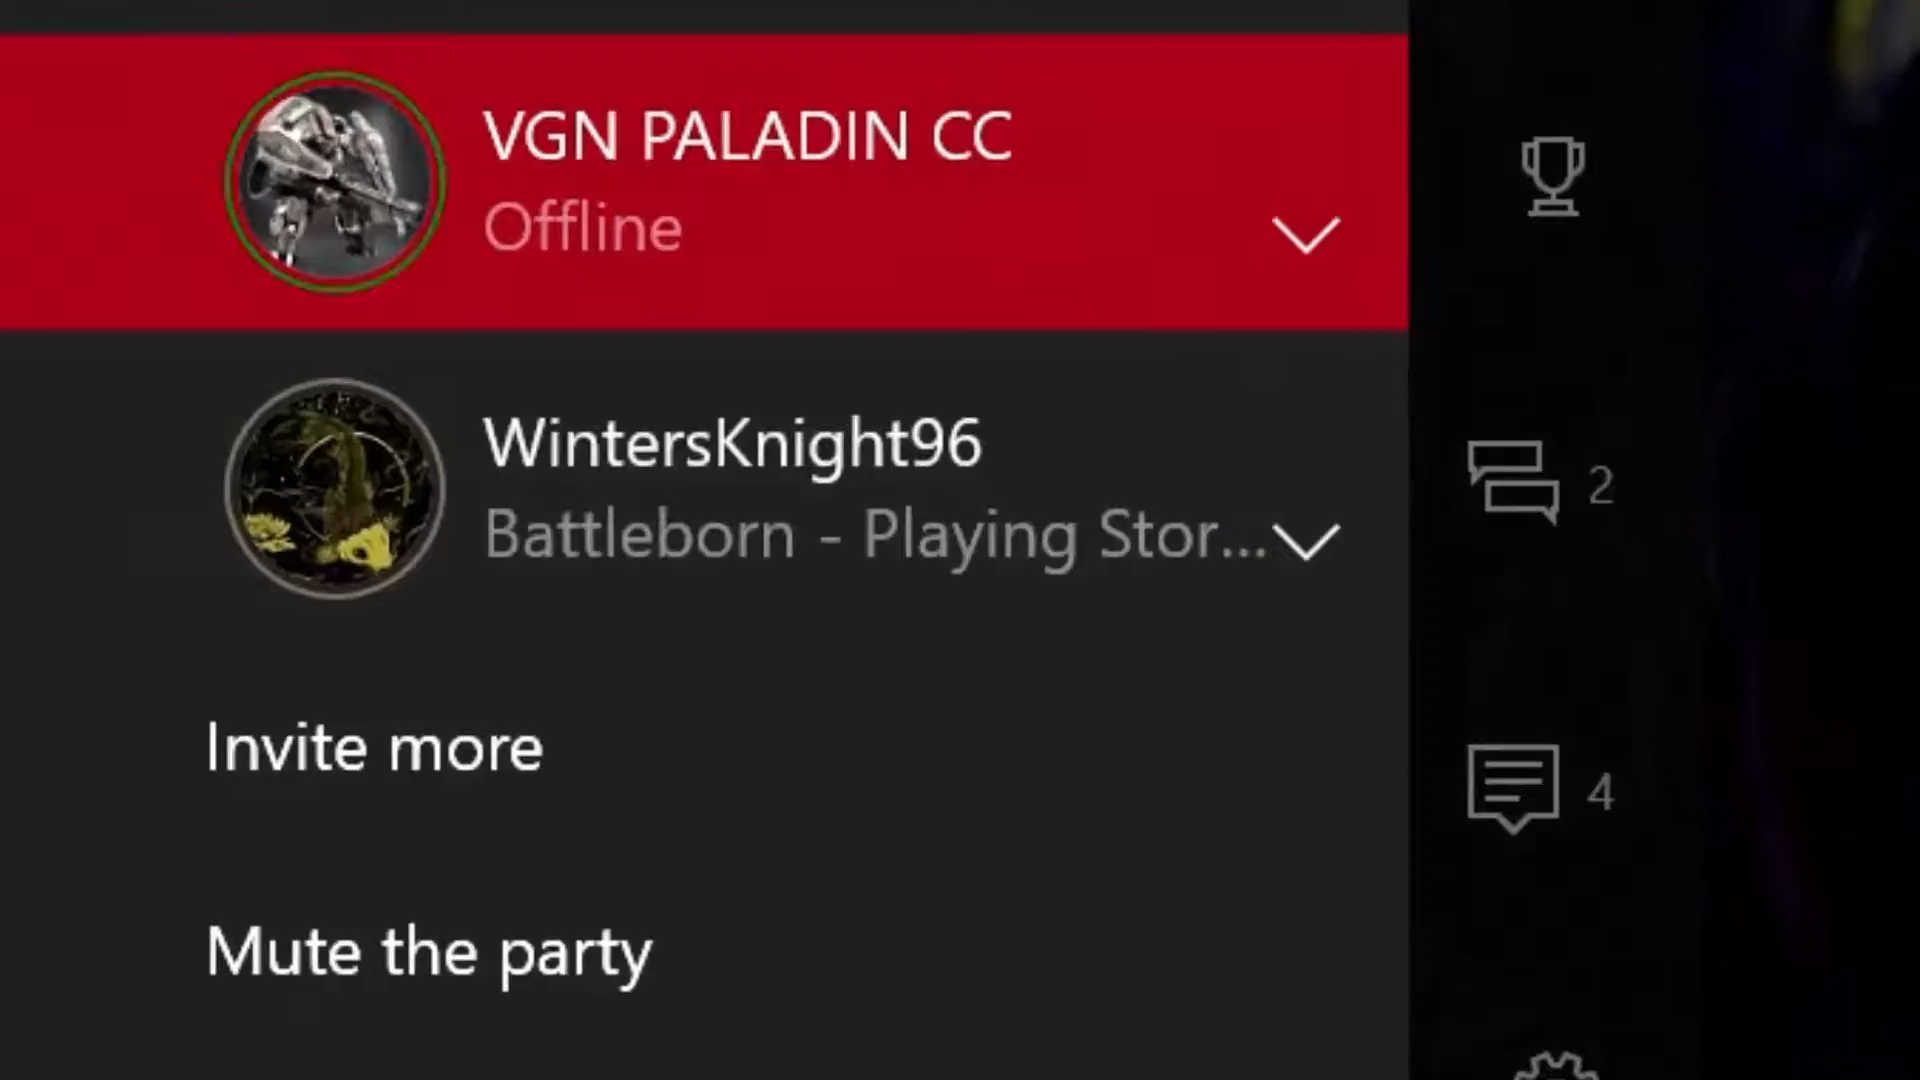 VGN PALADIN CC
Offline
WintersKnight96
Battleborn - Playing Stor...
2
Invite more
4
Mute the party